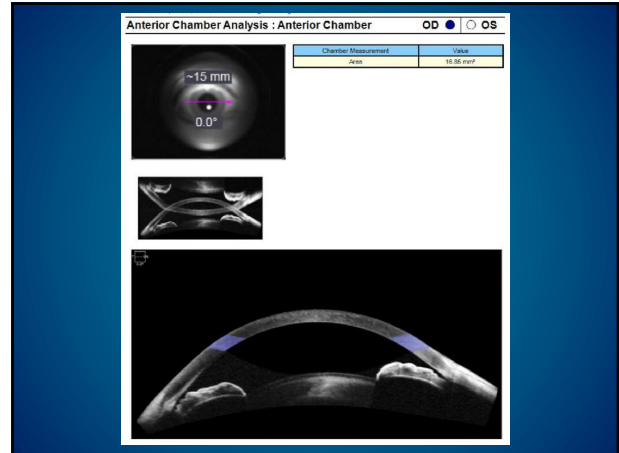 Anterior Chamber Analysis : Anterior Chamber OD OS
Chamber Measurement Value
Area 16.86 mm²
~15 mm
0.0°